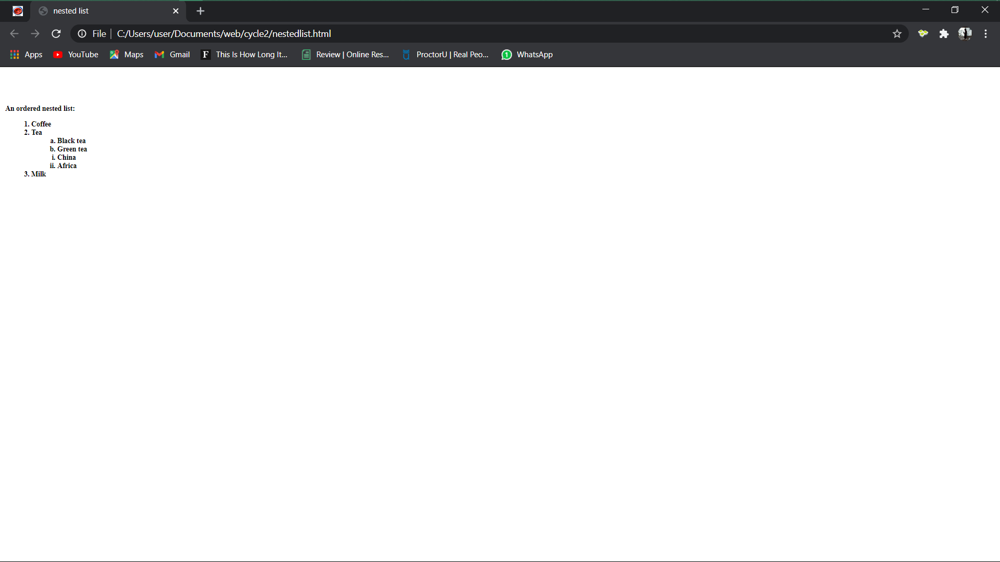 nested list
File | C:/Users/user/Documents/web/cycle2/nestedlist.html
Apps YouTube Maps Gmail F This Is How Long It... Review | Online Res... ProctorU | Real Peo... 1 WhatsApp
An ordered nested list:
1. Coffee
2. Tea
a. Black tea
b. Green tea
i. China
ii. Africa
3. Milk